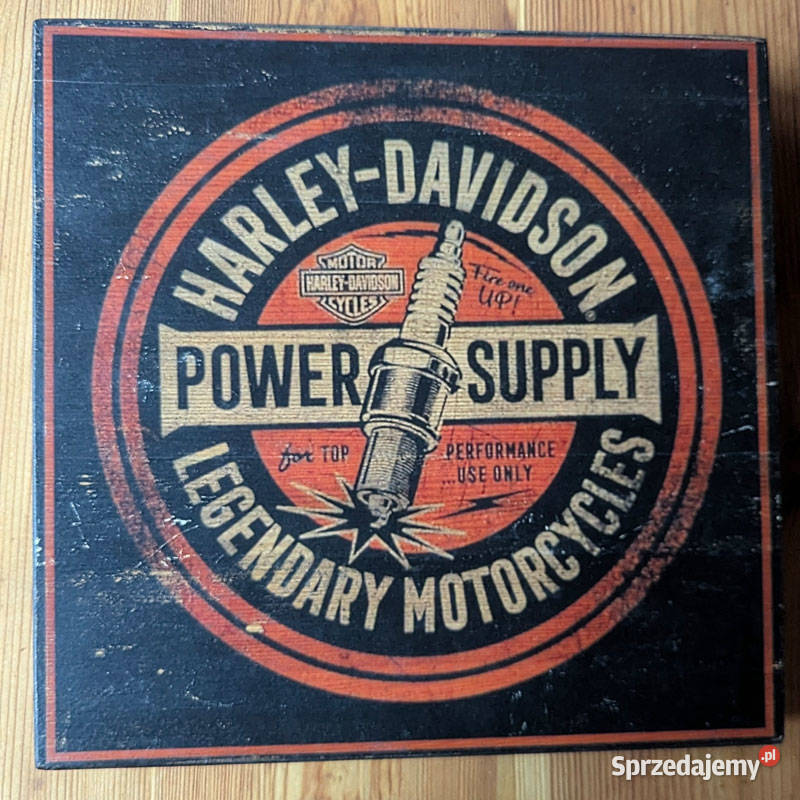 HARLEY-DAVIDSON®
MOTOR
HARLEY-DAVIDSON
CYCLES
Fire one
UP!
POWER SUPPLY
for TOP PERFORMANCE
...USE ONLY
LEGENDARY MOTORCYCLES
Sprzedajemy.pl